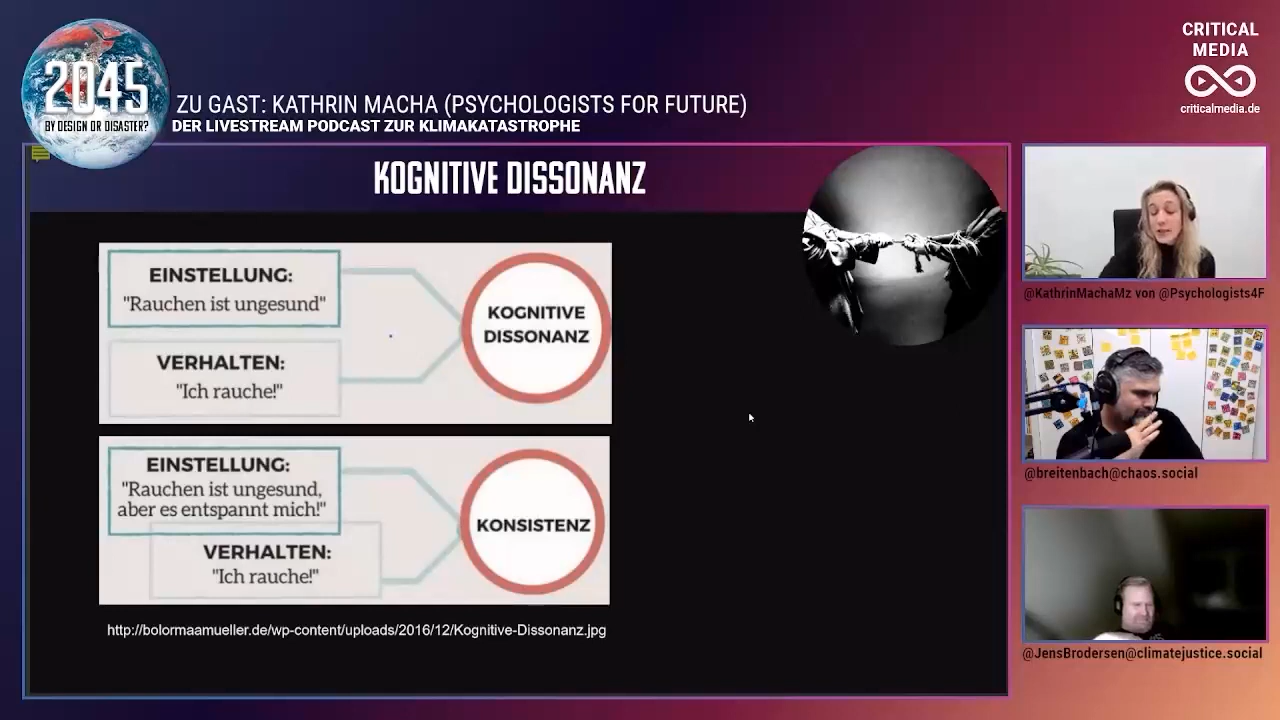 2045
BY DESIGN OR DISASTER?
ZU GAST: KATHRIN MACHA (PSYCHOLOGISTS FOR FUTURE)
DER LIVESTREAM PODCAST ZUR KLIMAKATASTROPHE
CRITICAL
MEDIA
criticalmedia.de
KOGNITIVE DISSONANZ
EINSTELLUNG:
"Rauchen ist ungesund"
VERHALTEN:
"Ich rauche!"
KOGNITIVE
DISSONANZ
EINSTELLUNG:
"Rauchen ist ungesund,
aber es entspannt mich!"
VERHALTEN:
"Ich rauche!"
KONSISTENZ
http://bolormaamueller.de/wp-content/uploads/2016/12/Kognitive-Dissonanz.jpg
@KathrinMachaMz von @Psychologists4F
@breitenbach@chaos.social
@JensBrodersen@climatejustice.social